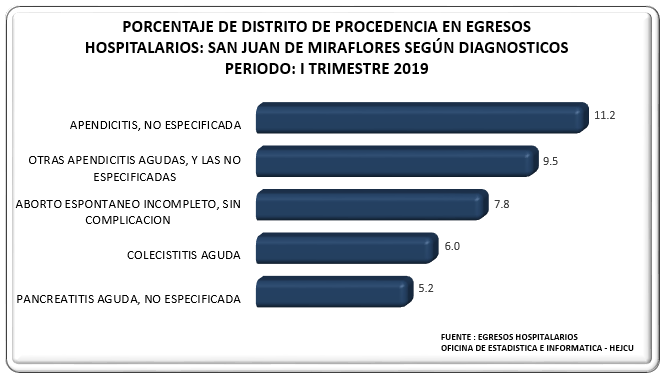 PORCENTAJE DE DISTRITO DE PROCEDENCIA EN EGRESOS
HOSPITALARIOS: SAN JUAN DE MIRAFLORES SEGÚN DIAGNOSTICOS
PERIODO: I TRIMESTRE 2019
APENDICITIS, NO ESPECIFICADA
11.2
OTRAS APENDICITIS AGUDAS, Y LAS NO
ESPECIFICADAS
9.5
ABORTO ESPONTANEO INCOMPLETO, SIN
COMPLICACION
7.8
COLECISTITIS AGUDA
6.0
PANCREATITIS AGUDA, NO ESPECIFICADA
5.2
FUENTE : EGRESOS HOSPITALARIOS
OFICINA DE ESTADISTICA E INFORMATICA - HEJCU